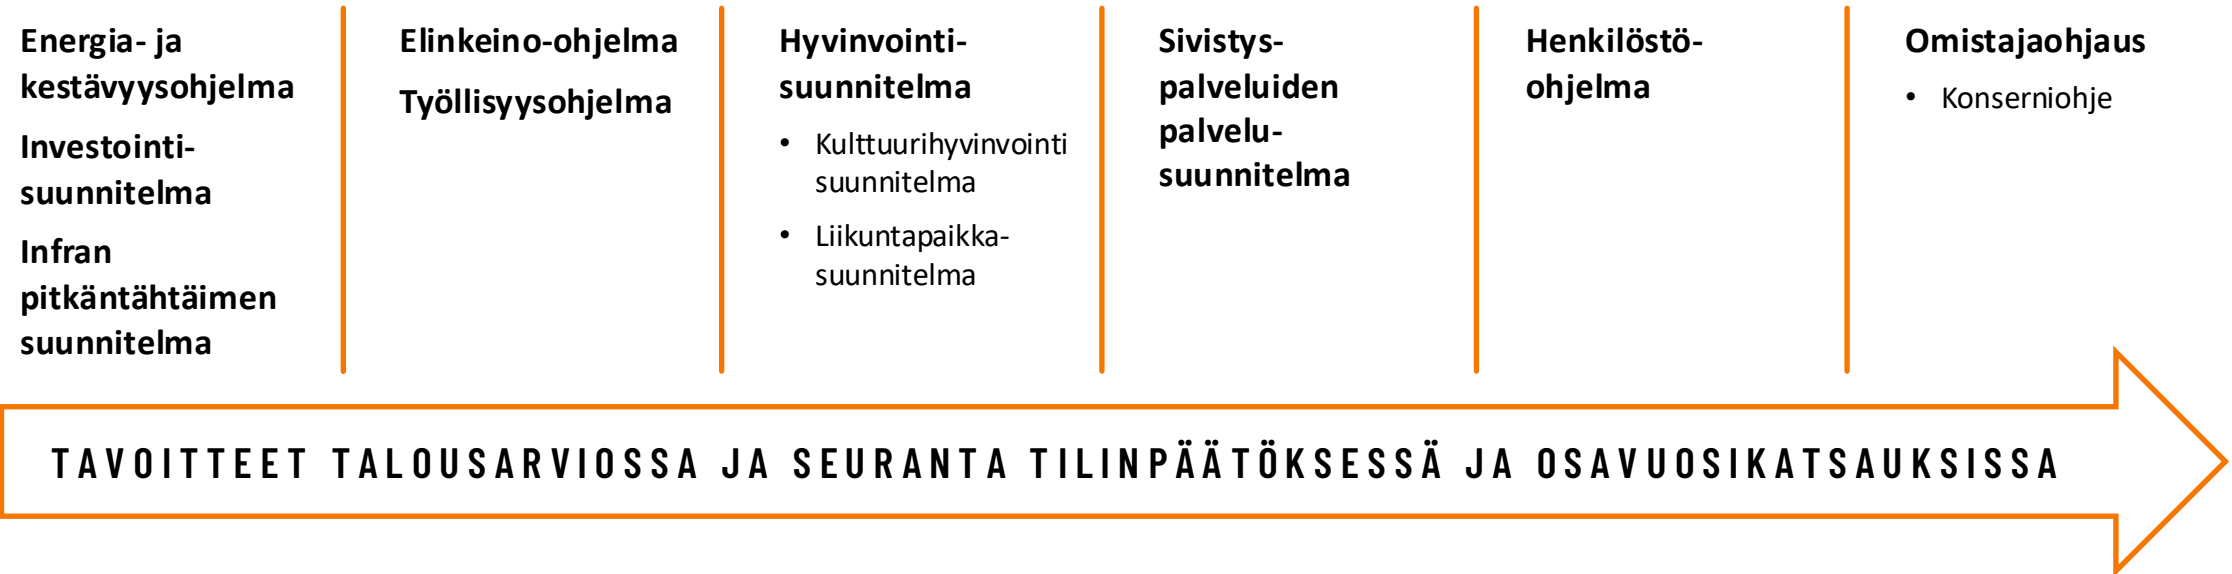 Energia- ja
kestävyysohjelma
Investointi-
suunnitelma
Infran
pitkäntähtäimen
suunnitelma
Elinkeino-ohjelma
Työllisyysohjelma
Hyvinvointi-
suunnitelma
• Kulttuurihyvinvointi
suunnitelma
• Liikuntapaikka-
suunnitelma
Sivistys-
palveluiden
palvelu-
suunnitelma
Henkilöstö-
ohjelma
Omistajaohjaus
• Konserniohje
TAVOITTEET TALOUSARVIOSSA JA SEURANTA TILINPÄÄTÖKSESSÄ JA OSAVUOSIKATSAUKSISSA